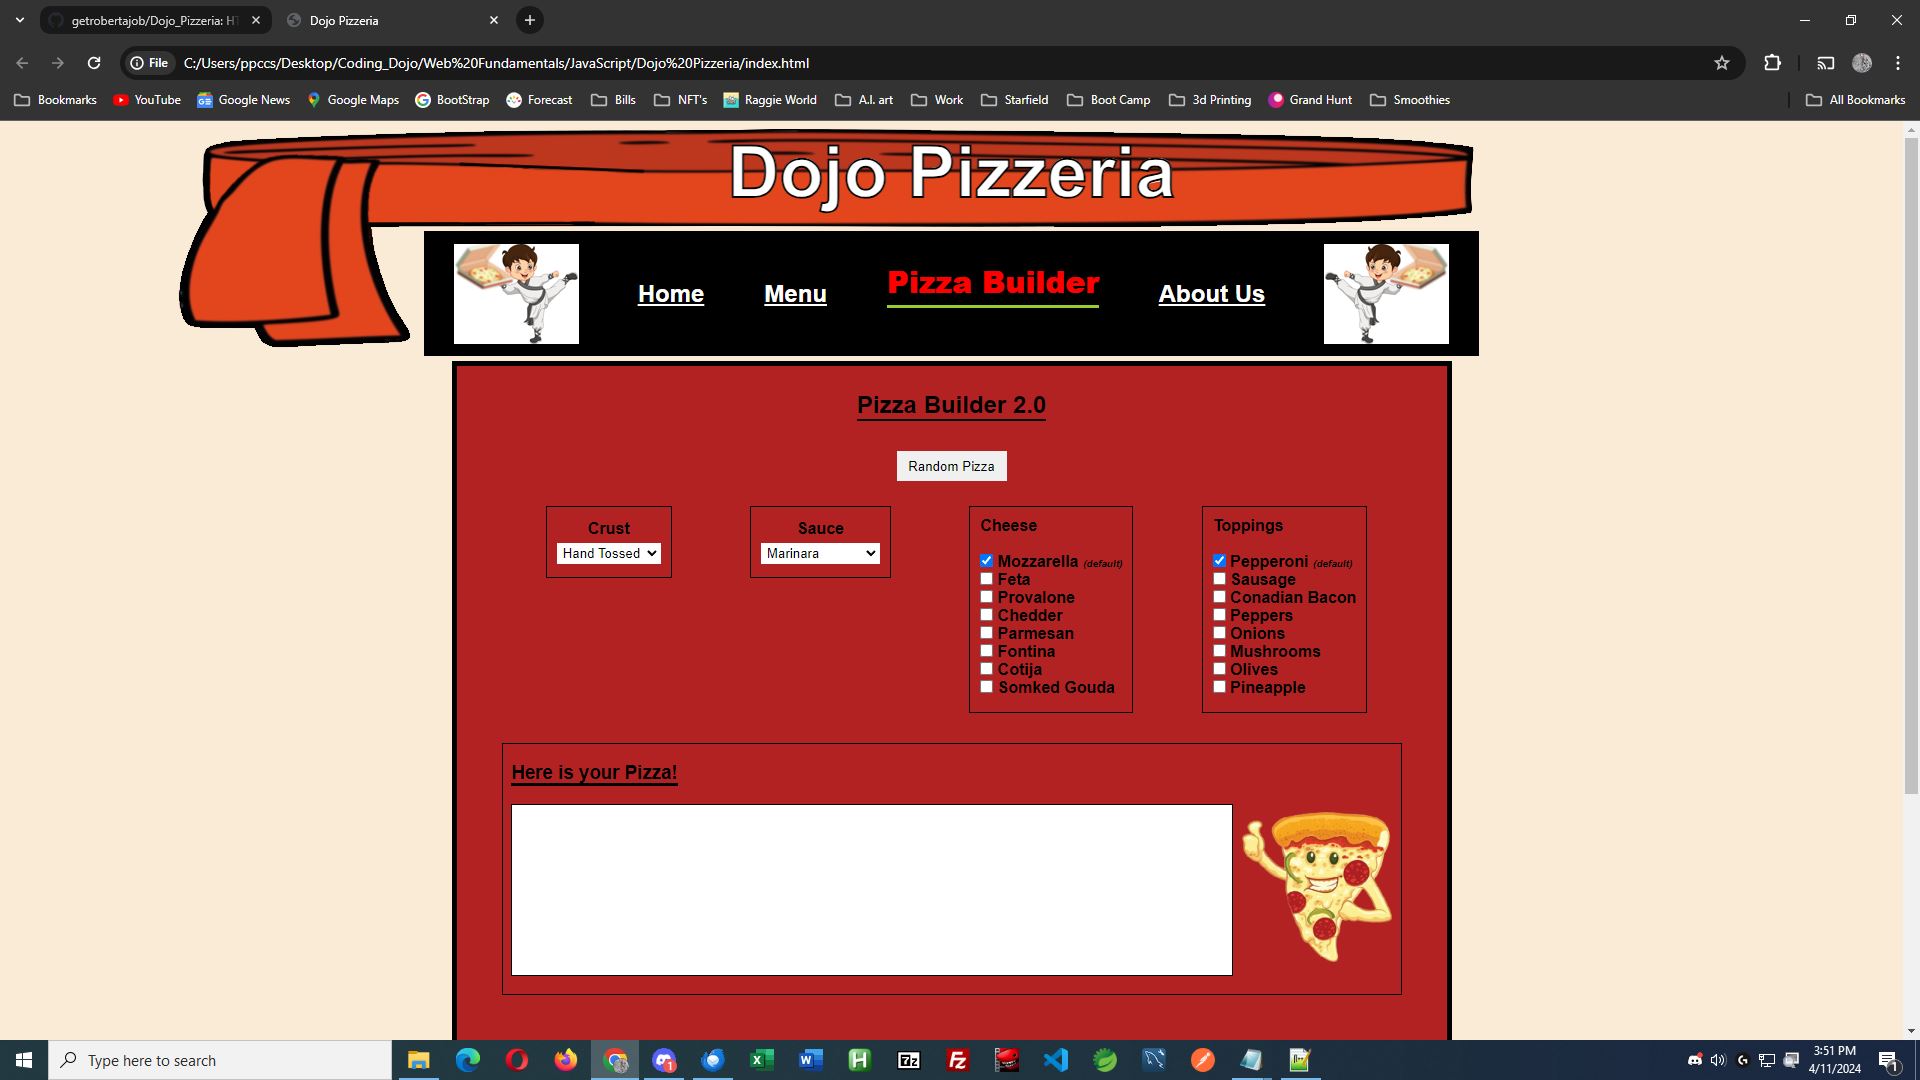 getrobertajob/Dojo_Pizzeria: HT
Dojo Pizzeria
File
C:/Users/ppccs/Desktop/Coding_Dojo/Web%20Fundamentals/JavaScript/Dojo%20Pizzeria/index.html
Bookmarks YouTube Google News Google Maps BootStrap Forecast Bills NFT's Raggie World A.I. art Work Starfield Boot Camp 3d Printing Grand Hunt Smoothies All Bookmarks
Dojo Pizzeria
Home Menu Pizza Builder About Us
Pizza Builder 2.0
Random Pizza
Crust
Hand Tossed
Sauce
Marinara
Cheese
Mozzarella (default)
Feta
Provalone
Chedder
Parmesan
Fontina
Cotija
Somked Gouda
Toppings
Pepperoni (default)
Sausage
Conadian Bacon
Peppers
Onions
Mushrooms
Olives
Pineapple
Here is your Pizza!
Type here to search
3:51 PM
4/11/2024